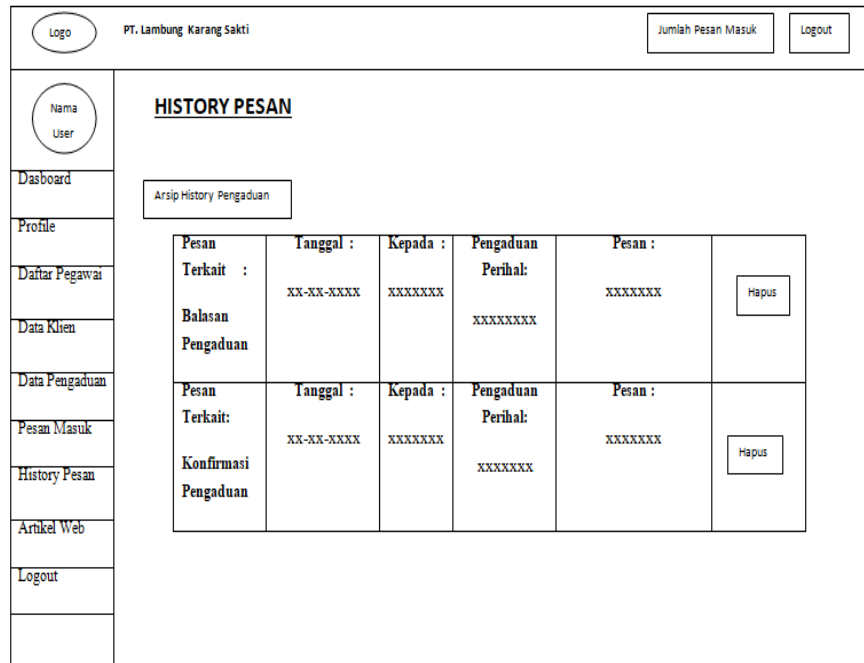 Logo
PT. Lambung Karang Sakti
Jumlah Pesan Masuk
Logout
Nama
User
Dasboard
Profile
Daftar Pegawai
Data Klien
Data Pengaduan
Pesan Masuk
History Pesan
Artikel Web
Logout
HISTORY PESAN
Arsip History Pengaduan
Pesan
Terkait :
Balasan
Pengaduan
Tanggal :
xx-xx-xxxx
Kepada :
xxxxxxx
Pengaduan
Perihal:
xxxxxxxx
Pesan :
xxxxxxx
Hapus
Pesan
Terkait:
Konfirmasi
Pengaduan
Tanggal :
xx-xx-xxxx
Kepada :
xxxxxxx
Pengaduan
Perihal:
xxxxxxx
Pesan :
xxxxxxx
Hapus